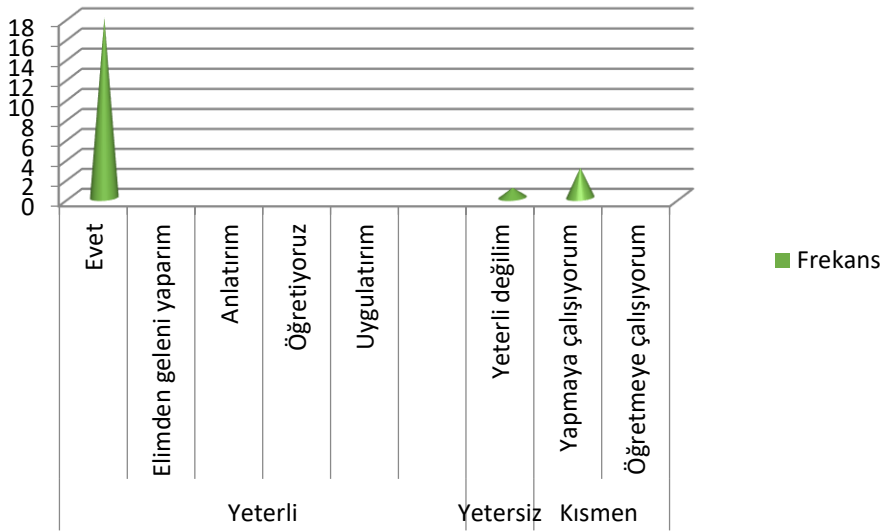 18
16
14
12
10
8
6
4
2
0
Evet
Elimden geleni yaparım
Anlatırım
Öğretiyoruz
Uygulatırım
Yeterli değilim
Yapmaya çalışıyorum
Öğretmeye çalışıyorum
Yeterli
Yetersiz
Kısmen
Frekans